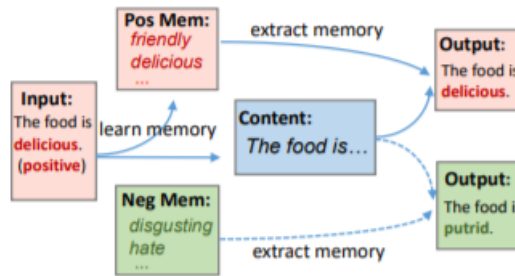 Pos Mem:
friendly
delicious
...
extract memory
Output:
The food is
delicious.
Input:
The food is
delicious.
(positive)
learn memory
Content:
The food is...
Neg Mem:
disgusting
hate
...
extract memory
Output:
The food is
putrid.